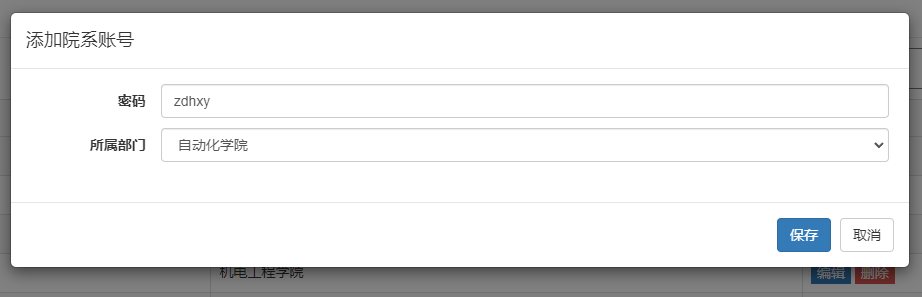 添加院系账号
密码 zdhxy
所属部门 自动化学院
保存 取消
机电工程学院 编辑 删除